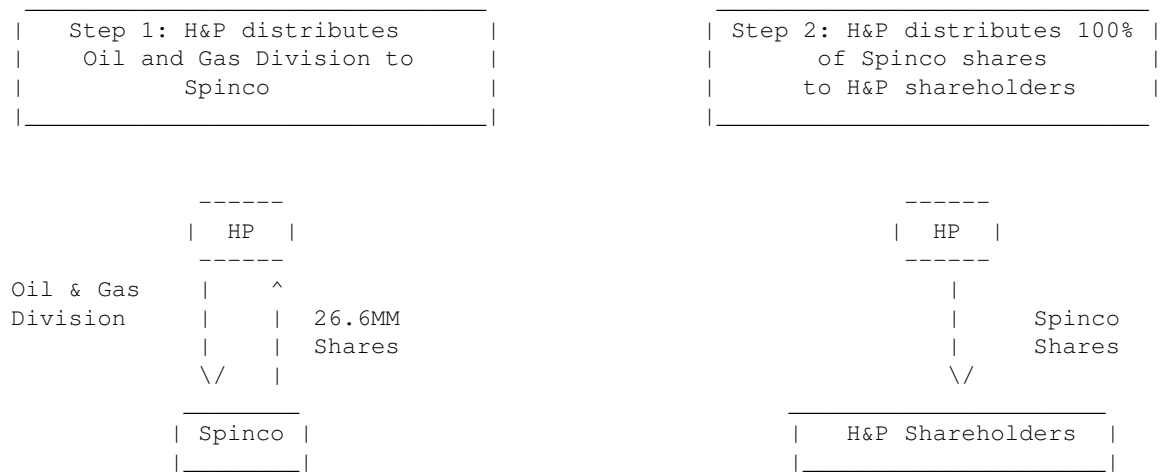 Step 1: H&P distributes
Oil and Gas Division to
Spinco
Step 2: H&P distributes 100%
of Spinco shares
to H&P shareholders
HP
Oil & Gas
Division
26.6MM
Shares
Spinco
HP
Spinco
Shares
H&P Shareholders